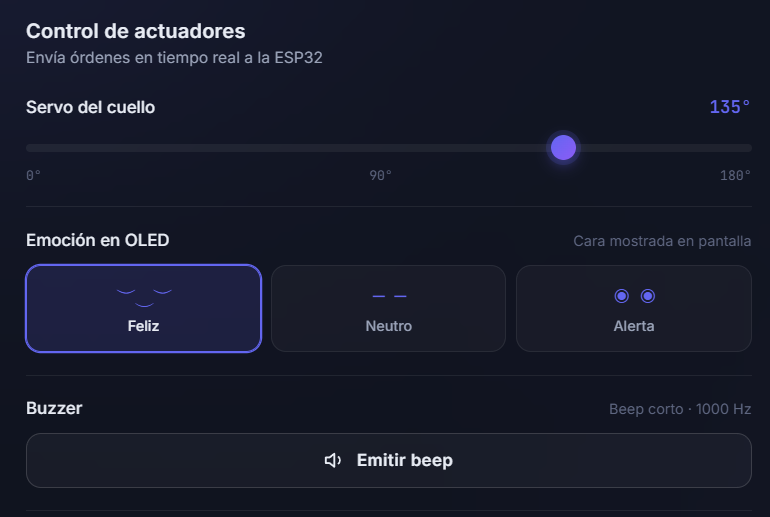 Control de actuadores
Envía órdenes en tiempo real a la ESP32
Servo del cuello 135°
0° 90° 180°
Emoción en OLED Cara mostrada en pantalla
Feliz Neutro Alerta
Buzzer Beep corto · 1000 Hz
Emitir beep